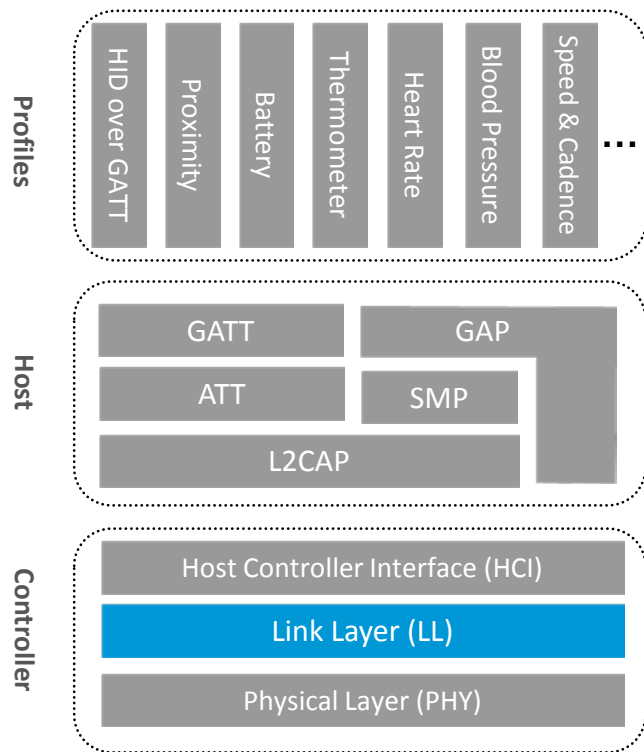 Profiles
HID over GATT
Proximity
Battery
Thermometer
Heart Rate
Blood Pressure
Speed & Cadence
...
Host
GATT
GAP
ATT
SMP
L2CAP
Controller
Host Controller Interface (HCI)
Link Layer (LL)
Physical Layer (PHY)